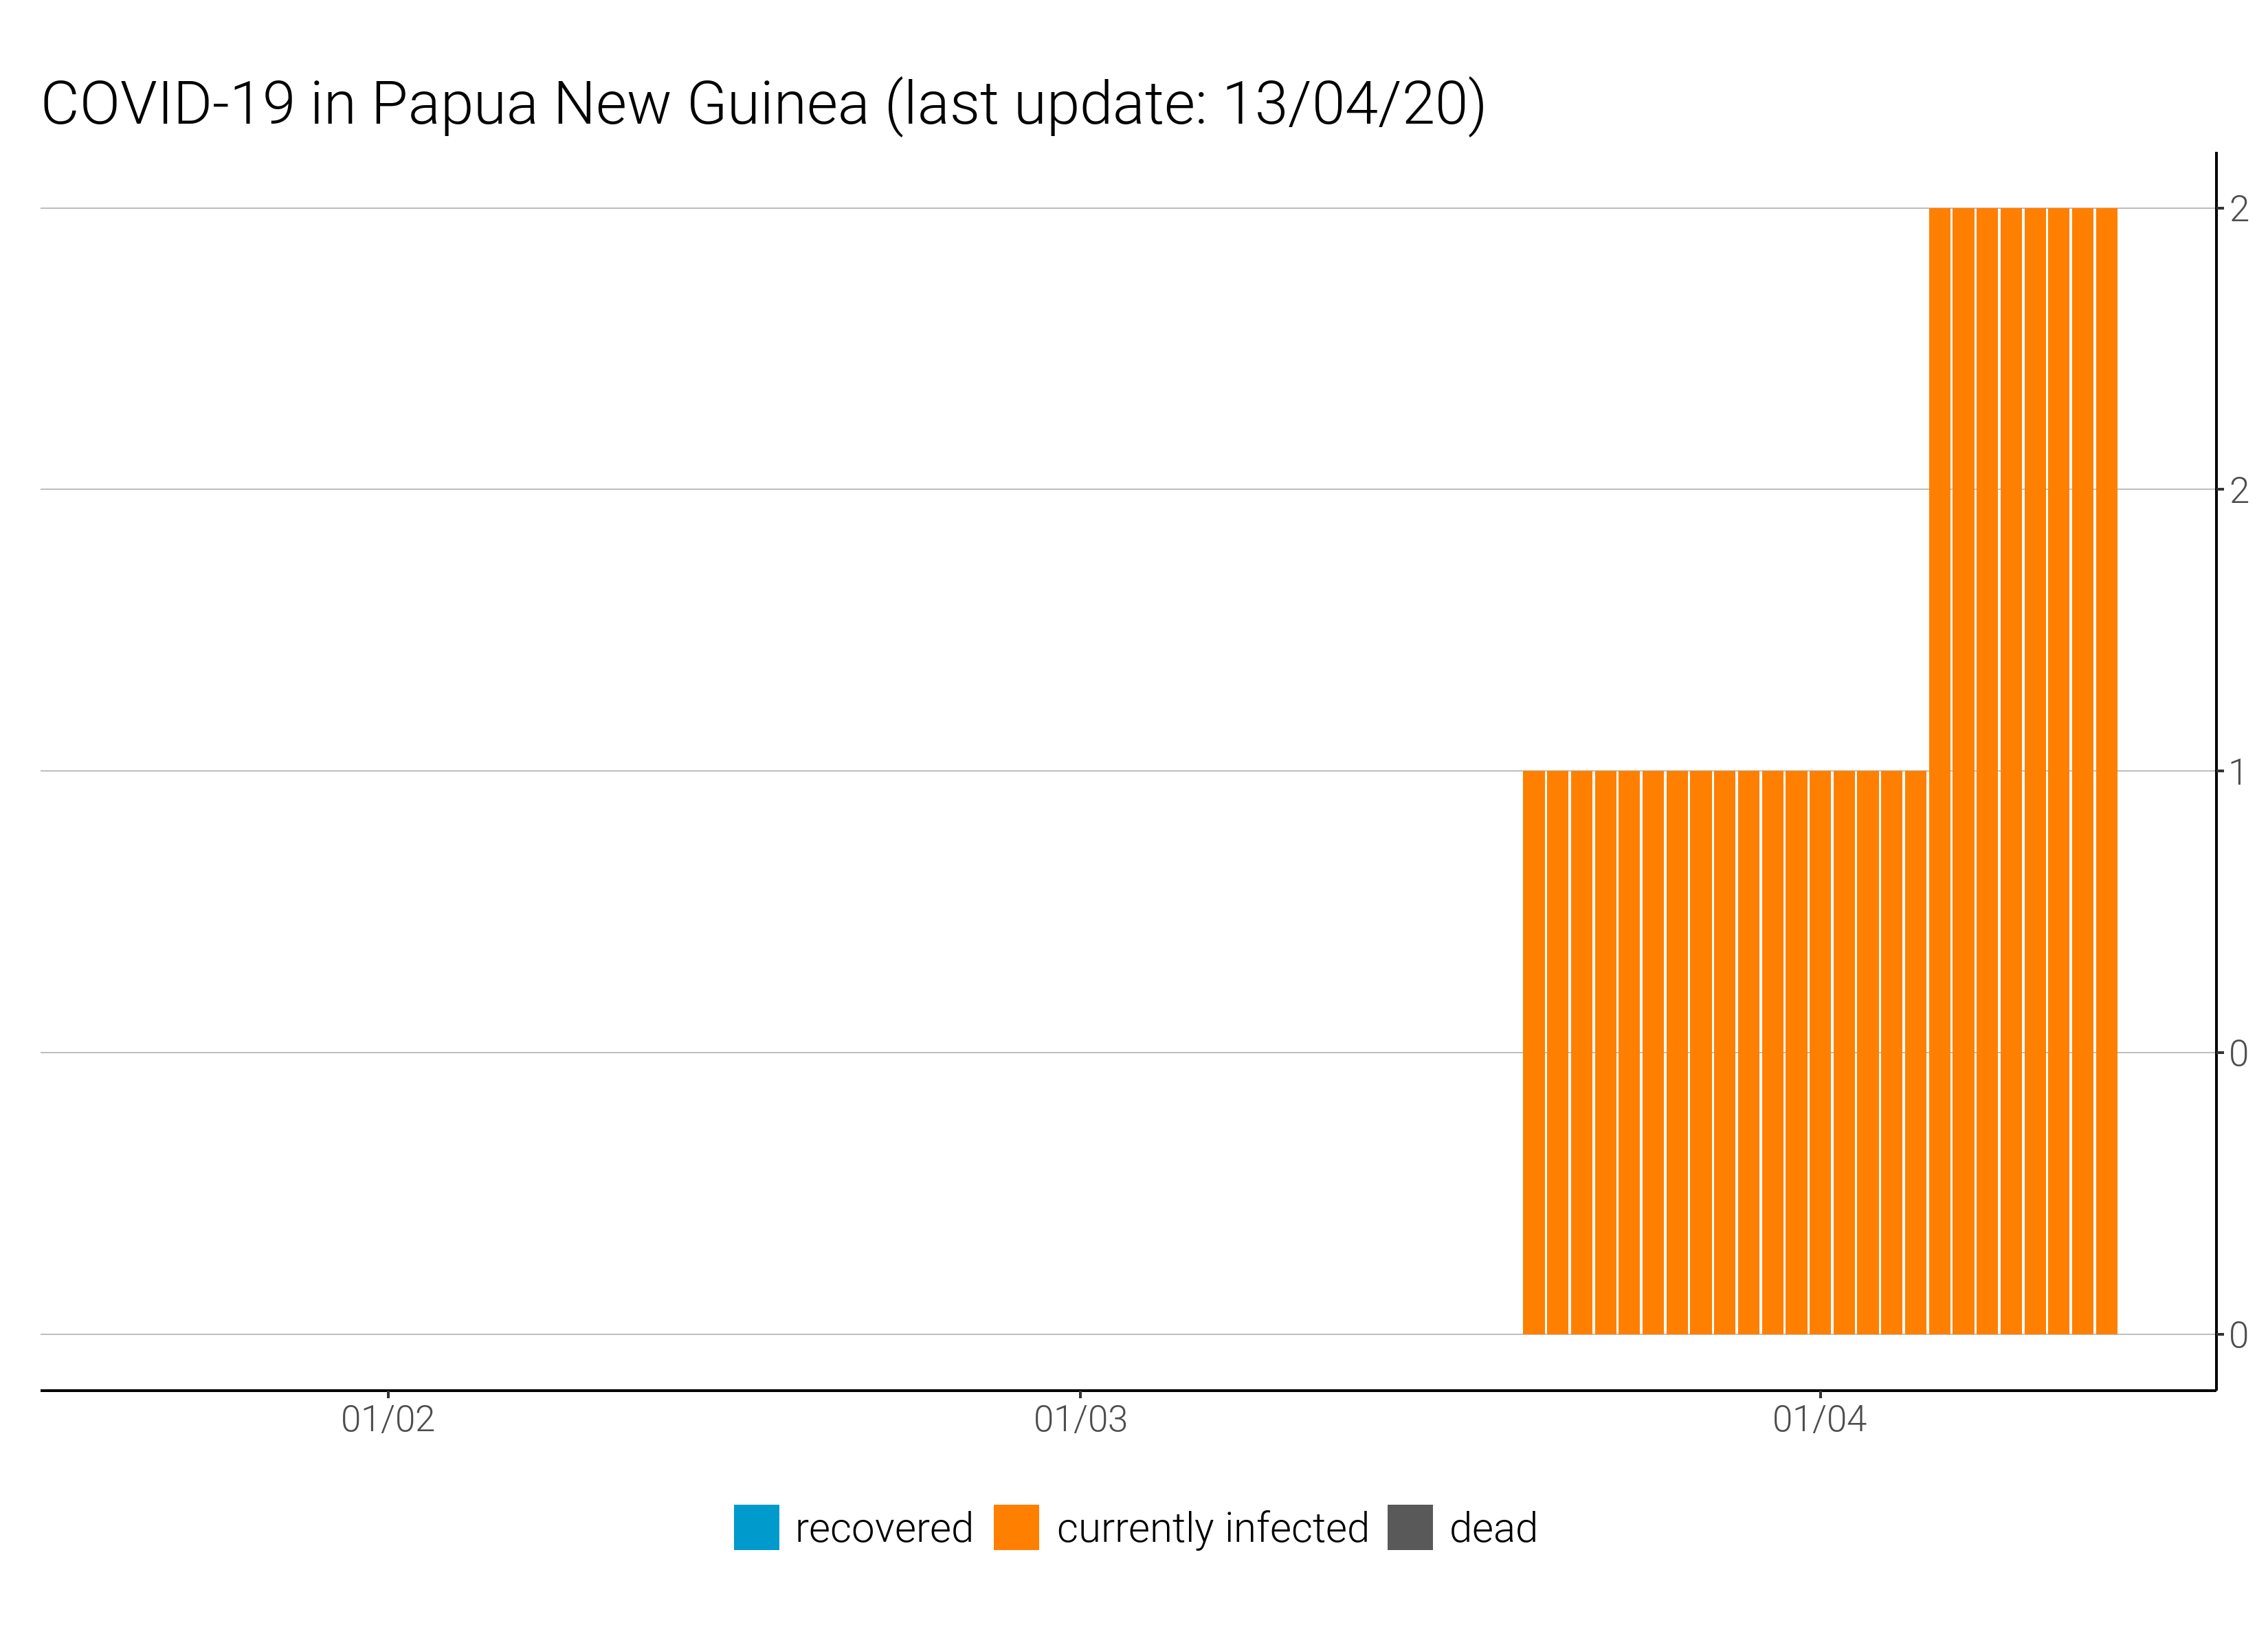 COVID-19 in Papua New Guinea (last update: 13/04/20)
2
2
1
0
0
01/02 01/03 01/04
recovered currently infected dead